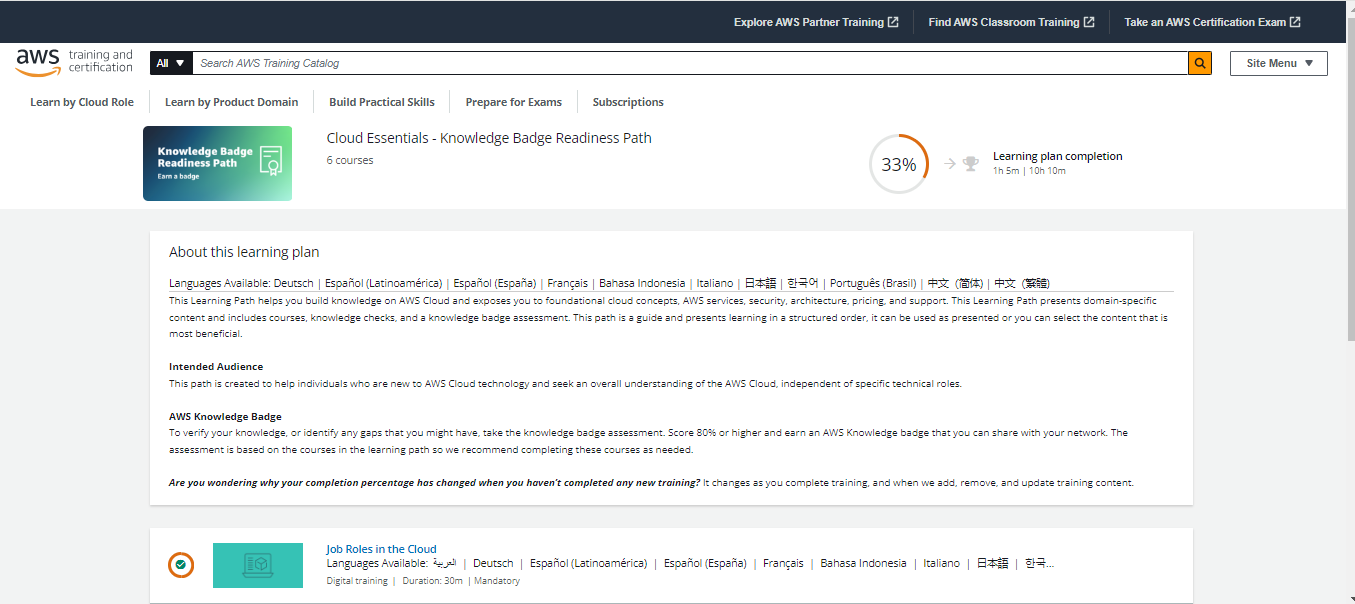 Explore AWS Partner Training
Find AWS Classroom Training
Take an AWS Certification Exam
aws training and certification
All
Search AWS Training Catalog
Site Menu
Learn by Cloud Role
Learn by Product Domain
Build Practical Skills
Prepare for Exams
Subscriptions
Knowledge Badge
Readiness Path
Earn a badge
Cloud Essentials - Knowledge Badge Readiness Path
6 courses
33%
Learning plan completion
1h 5m | 10h 10m
About this learning plan
Languages Available: Deutsch | Español (Latinoamérica) | Español (España) | Français | Bahasa Indonesia | Italiano | 日本語 | 한국어 | Português (Brasil) | 中文 (简体) | 中文 (繁體)
This Learning Path helps you build knowledge on AWS Cloud and exposes you to foundational cloud concepts, AWS services, security, architecture, pricing, and support. This Learning Path presents domain-specific
content and includes courses, knowledge checks, and a knowledge badge assessment. This path is a guide and presents learning in a structured order, it can be used as presented or you can select the content that is
most beneficial.
Intended Audience
This path is created to help individuals who are new to AWS Cloud technology and seek an overall understanding of the AWS Cloud, independent of specific technical roles.
AWS Knowledge Badge
To verify your knowledge, or identify any gaps that you might have, take the knowledge badge assessment. Score 80% or higher and earn an AWS Knowledge badge that you can share with your network. The
assessment is based on the courses in the learning path so we recommend completing these courses as needed.
Are you wondering why your completion percentage has changed when you haven't completed any new training? It changes as you complete training, and when we add, remove, and update training content.
Job Roles in the Cloud
Languages Available: العربية | Deutsch | Español (Latinoamérica) | Español (España) | Français | Bahasa Indonesia | Italiano | 日本語 | 한국...
Digital training | Duration: 30m | Mandatory